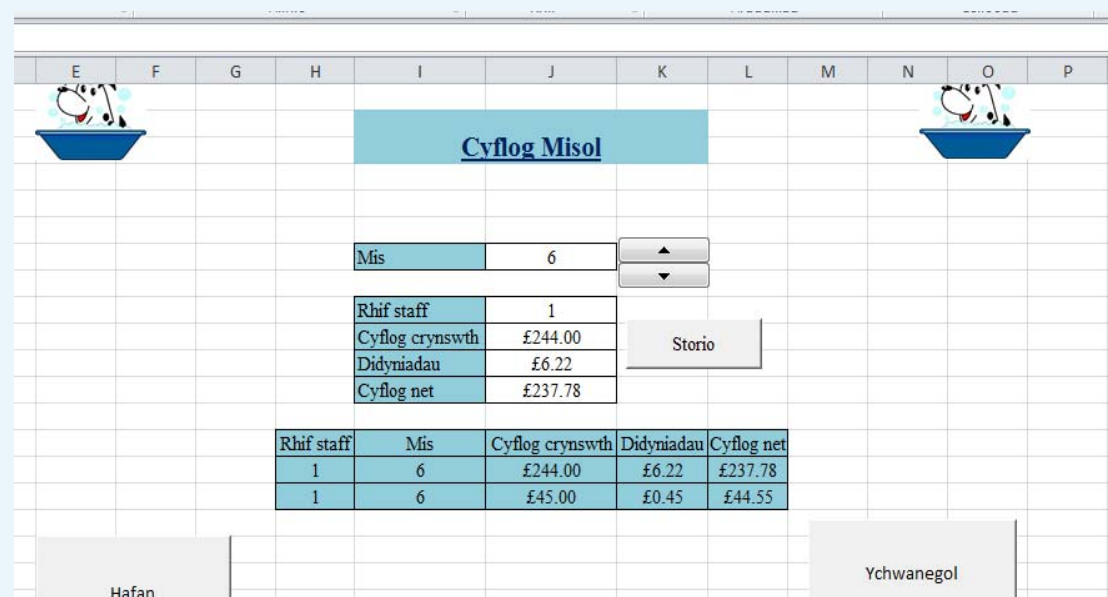 E F G H I J K L M N O P
Cyflog Misol
Mis 6
Rhif staff 1
Cyflog crynswth £244.00
Didyniadau £6.22
Cyflog net £237.78
Storio
Rhif staff Mis Cyflog crynswth Didyniadau Cyflog net
1 6 £244.00 £6.22 £237.78
1 6 £45.00 £0.45 £44.55
Ychwanegol
Hafan